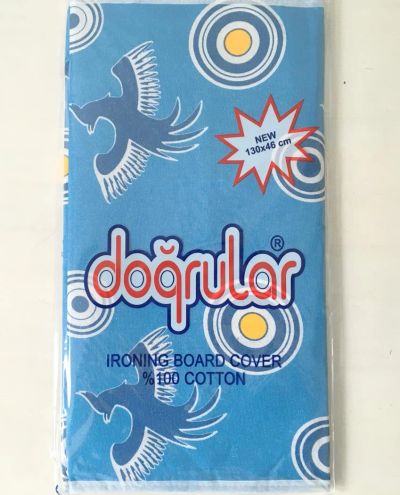 NEW
130x46 cm
doğrular®
IRONING BOARD COVER
%100 COTTON